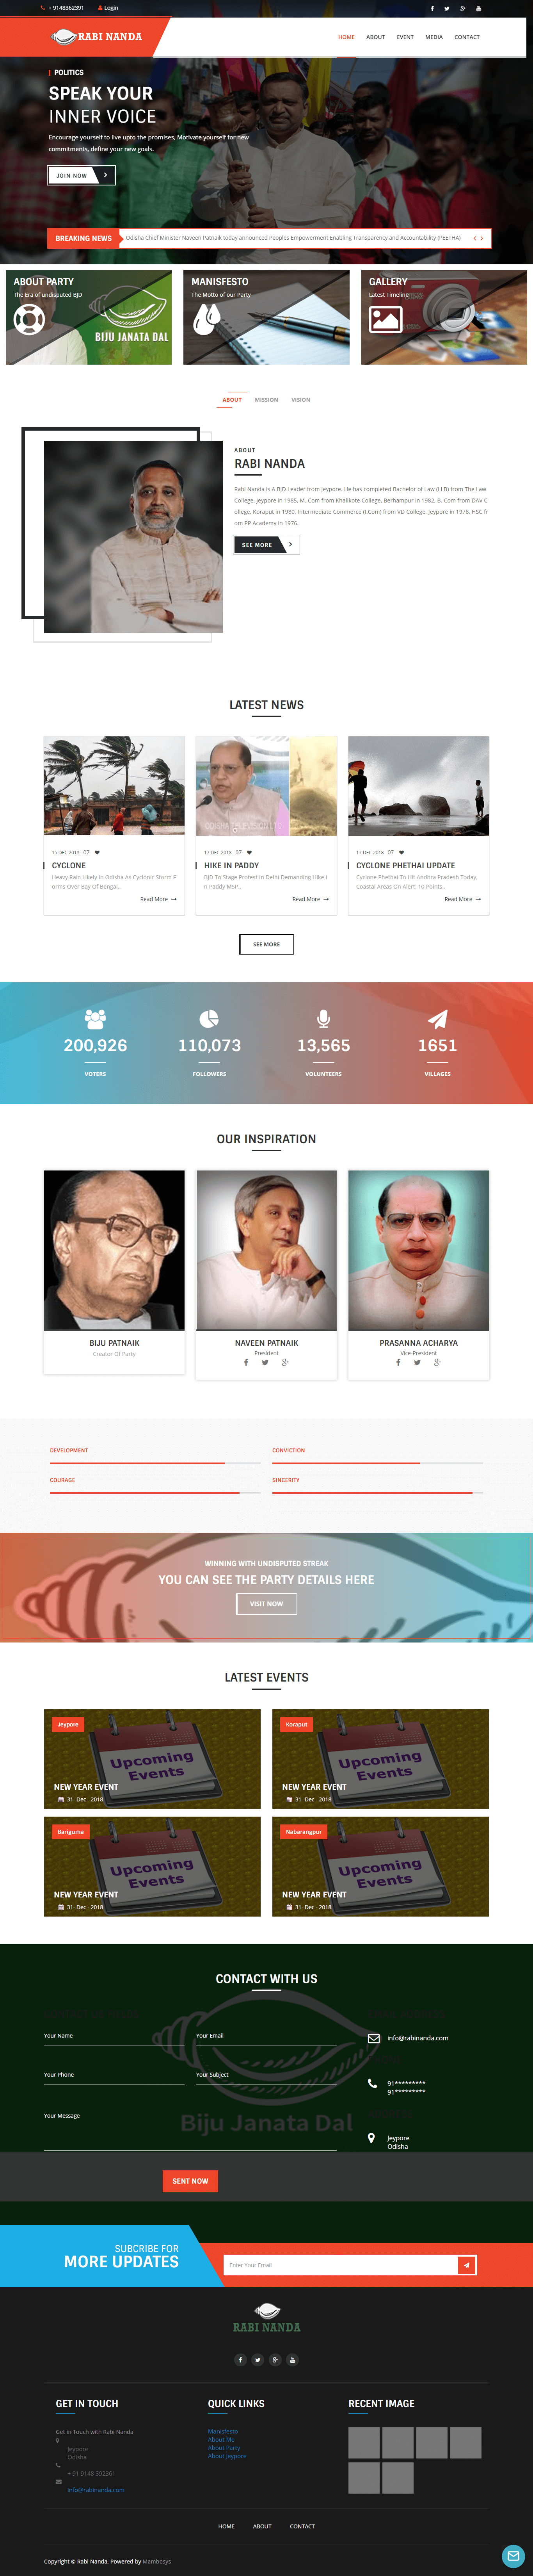 + 9148362391 Login
RABI NANDA
HOME ABOUT EVENT MEDIA CONTACT
POLITICS
SPEAK YOUR
INNER VOICE
Encourage yourself to live upto the promises, Motivate yourself for new
commitments, define your new goals.
JOIN NOW
BREAKING NEWS Odisha Chief Minister Naveen Patnaik today announced Peoples Empowerment Enabling Transparency and Accountability (PEETHA)
ABOUT PARTY
The Era of undisputed BJD
BIJU JANATA DAL
MANISFESTO
The Motto of our Party
GALLERY
Latest Timeline
ABOUT MISSION VISION
ABOUT
RABI NANDA
Rabi Nanda is A BJD Leader from Jeypore. He has completed Bachelor of Law (LLB) from The Law
College, Jeypore in 1985, M. Com from Khalikote College, Berhampur in 1982, B. Com from DAV C
ollege, Koraput in 1980, Intermediate Commerce (I.Com) from VD College, Jeypore in 1978, HSC fr
om PP Academy in 1976.
SEE MORE
LATEST NEWS
15 DEC 2018 07
CYCLONE
Heavy Rain Likely In Odisha As Cyclonic Storm F
orms Over Bay Of Bengal..
Read More
17 DEC 2018 07
HIKE IN PADDY
BJD To Stage Protest In Delhi Demanding Hike I
n Paddy MSP...
Read More
17 DEC 2018 07
CYCLONE PHETHAI UPDATE
Cyclone Phethai To Hit Andhra Pradesh Today,
Coastal Areas On Alert: 10 Points..
Read More
SEE MORE
200,926 110,073 13,565 1651
VOTERS FOLLOWERS VOLUNTEERS VILLAGES
OUR INSPIRATION
BIJU PATNAIK
Creator Of Party
NAVEEN PATNAIK
President
PRASANNA ACHARYA
Vice-President
DEVELOPMENT CONVICTION
COURAGE SINCERITY
WINNING WITH UNDISPUTED STREAK
YOU CAN SEE THE PARTY DETAILS HERE
VISIT NOW
LATEST EVENTS
Jeypore
Upcoming
Events
NEW YEAR EVENT
31- Dec - 2018
Koraput
Upcoming
Events
NEW YEAR EVENT
31- Dec - 2018
Bariguma
Upcoming
Events
NEW YEAR EVENT
31- Dec - 2018
Nabarangpur
Upcoming
Events
NEW YEAR EVENT
31- Dec - 2018
CONTACT WITH US
Your Name Your Email
Your Phone Your Subject
Your Message
Biju Janata Dal
info@rabinanda.com
91*********
91*********
Jeypore
Odisha
SENT NOW
SUBCRIBE FOR
MORE UPDATES
Enter Your Email
RABI NANDA
GET IN TOUCH
Get in Touch with Rabi Nanda
Jeypore
Odisha
+ 91 9148 392361
info@rabinanda.com
QUICK LINKS
Manisfesto
About Me
About Party
About Jeypore
RECENT IMAGE
HOME ABOUT CONTACT
Copyright © Rabi Nanda, Powered by Mambosys